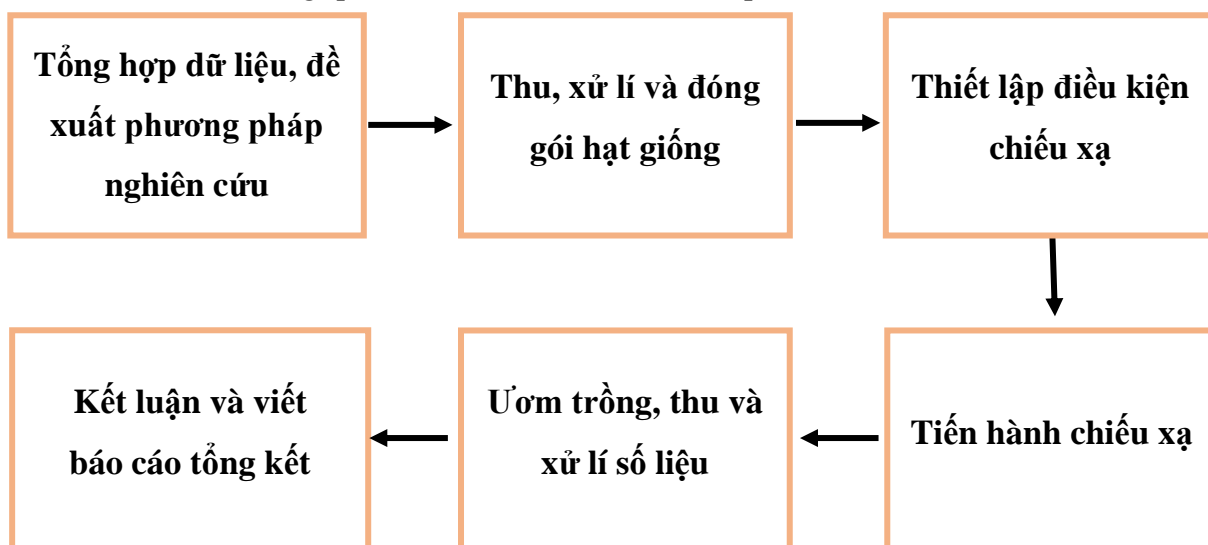 Tổng hợp dữ liệu, đề
xuất phương pháp
nghiên cứu
Thu, xử lí và đóng
gói hạt giống
Thiết lập điều kiện
chiếu xạ
Tiến hành chiếu xạ
Ươm trồng, thu và
xử lí số liệu
Kết luận và viết
báo cáo tổng kết